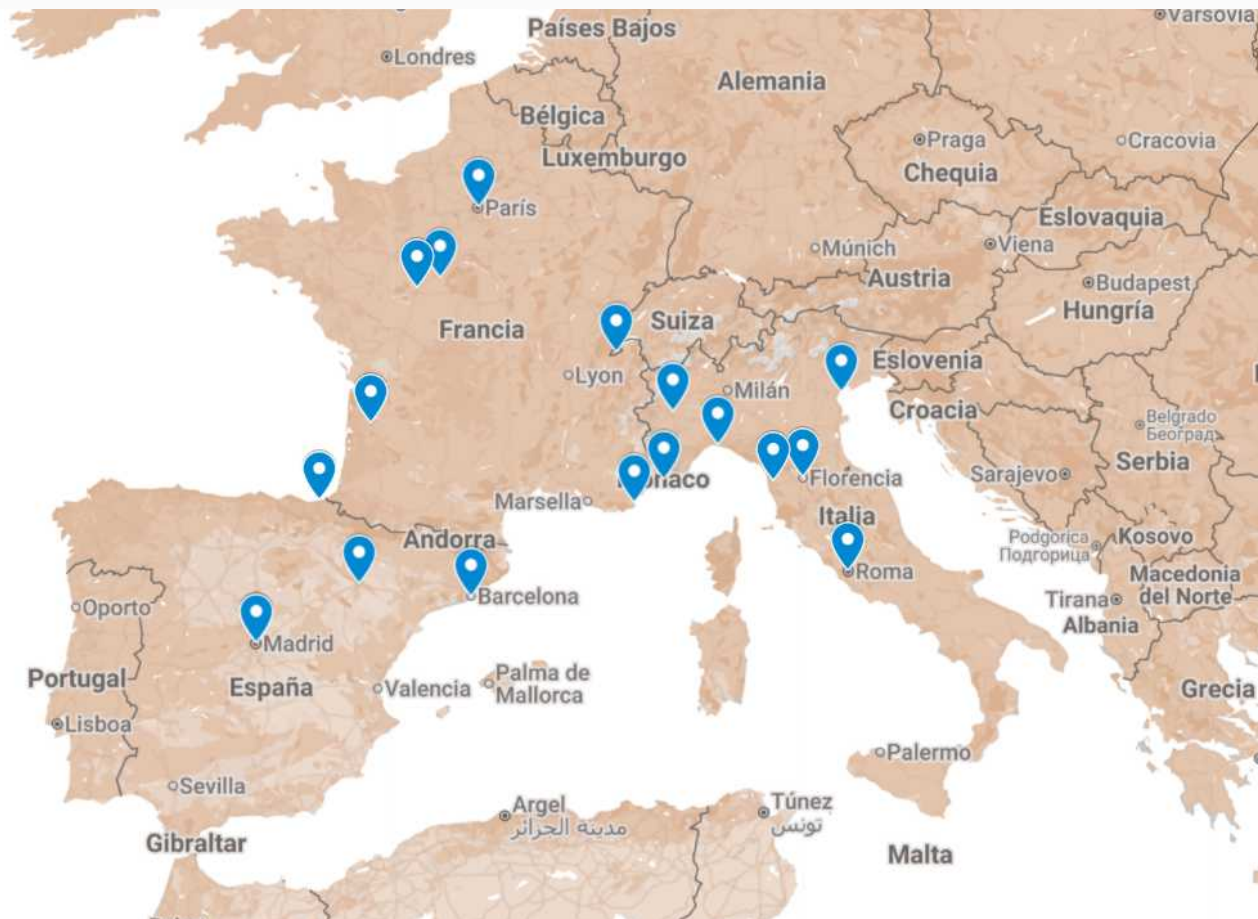 Varsovia
Países Bajos
Londres
Alemania
Bélgica
Praga
Cracovia
Luxemburgo
Chequia
París
Eslovaquia
Múnich
Viena
Austria
Budapest
Hungría
Francia
Suiza
Eslovenia
Lyon
Milán
Croacia
Belgrado
Београд
Serbia
Marsella
Florencia
Sarajevo
Italia
Andorra
Podgorica
Подгорица
Kosovo
Roma
Macedonia
del Norte
Oporto
Barcelona
Tirana
Albania
Madrid
Portugal
España
Valencia
Palma de
Mallorca
Grecia
Lisboa
Palermo
Sevilla
Argel
مدينة الجزائر
Túnez
تونس
Gibraltar
Malta